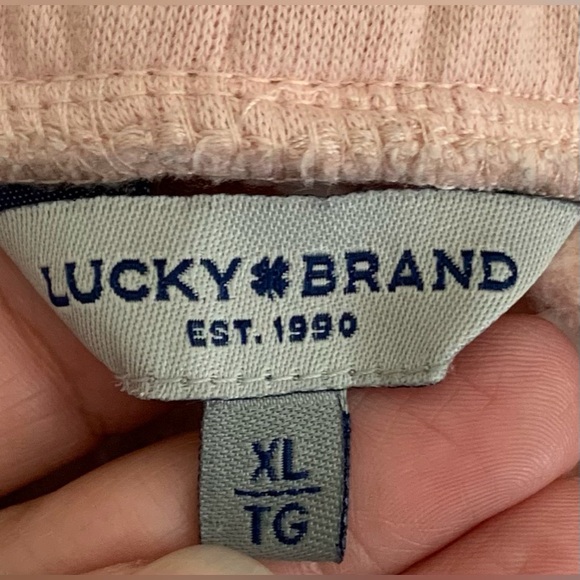 LUCKY BRAND
EST. 1990
XL
TG